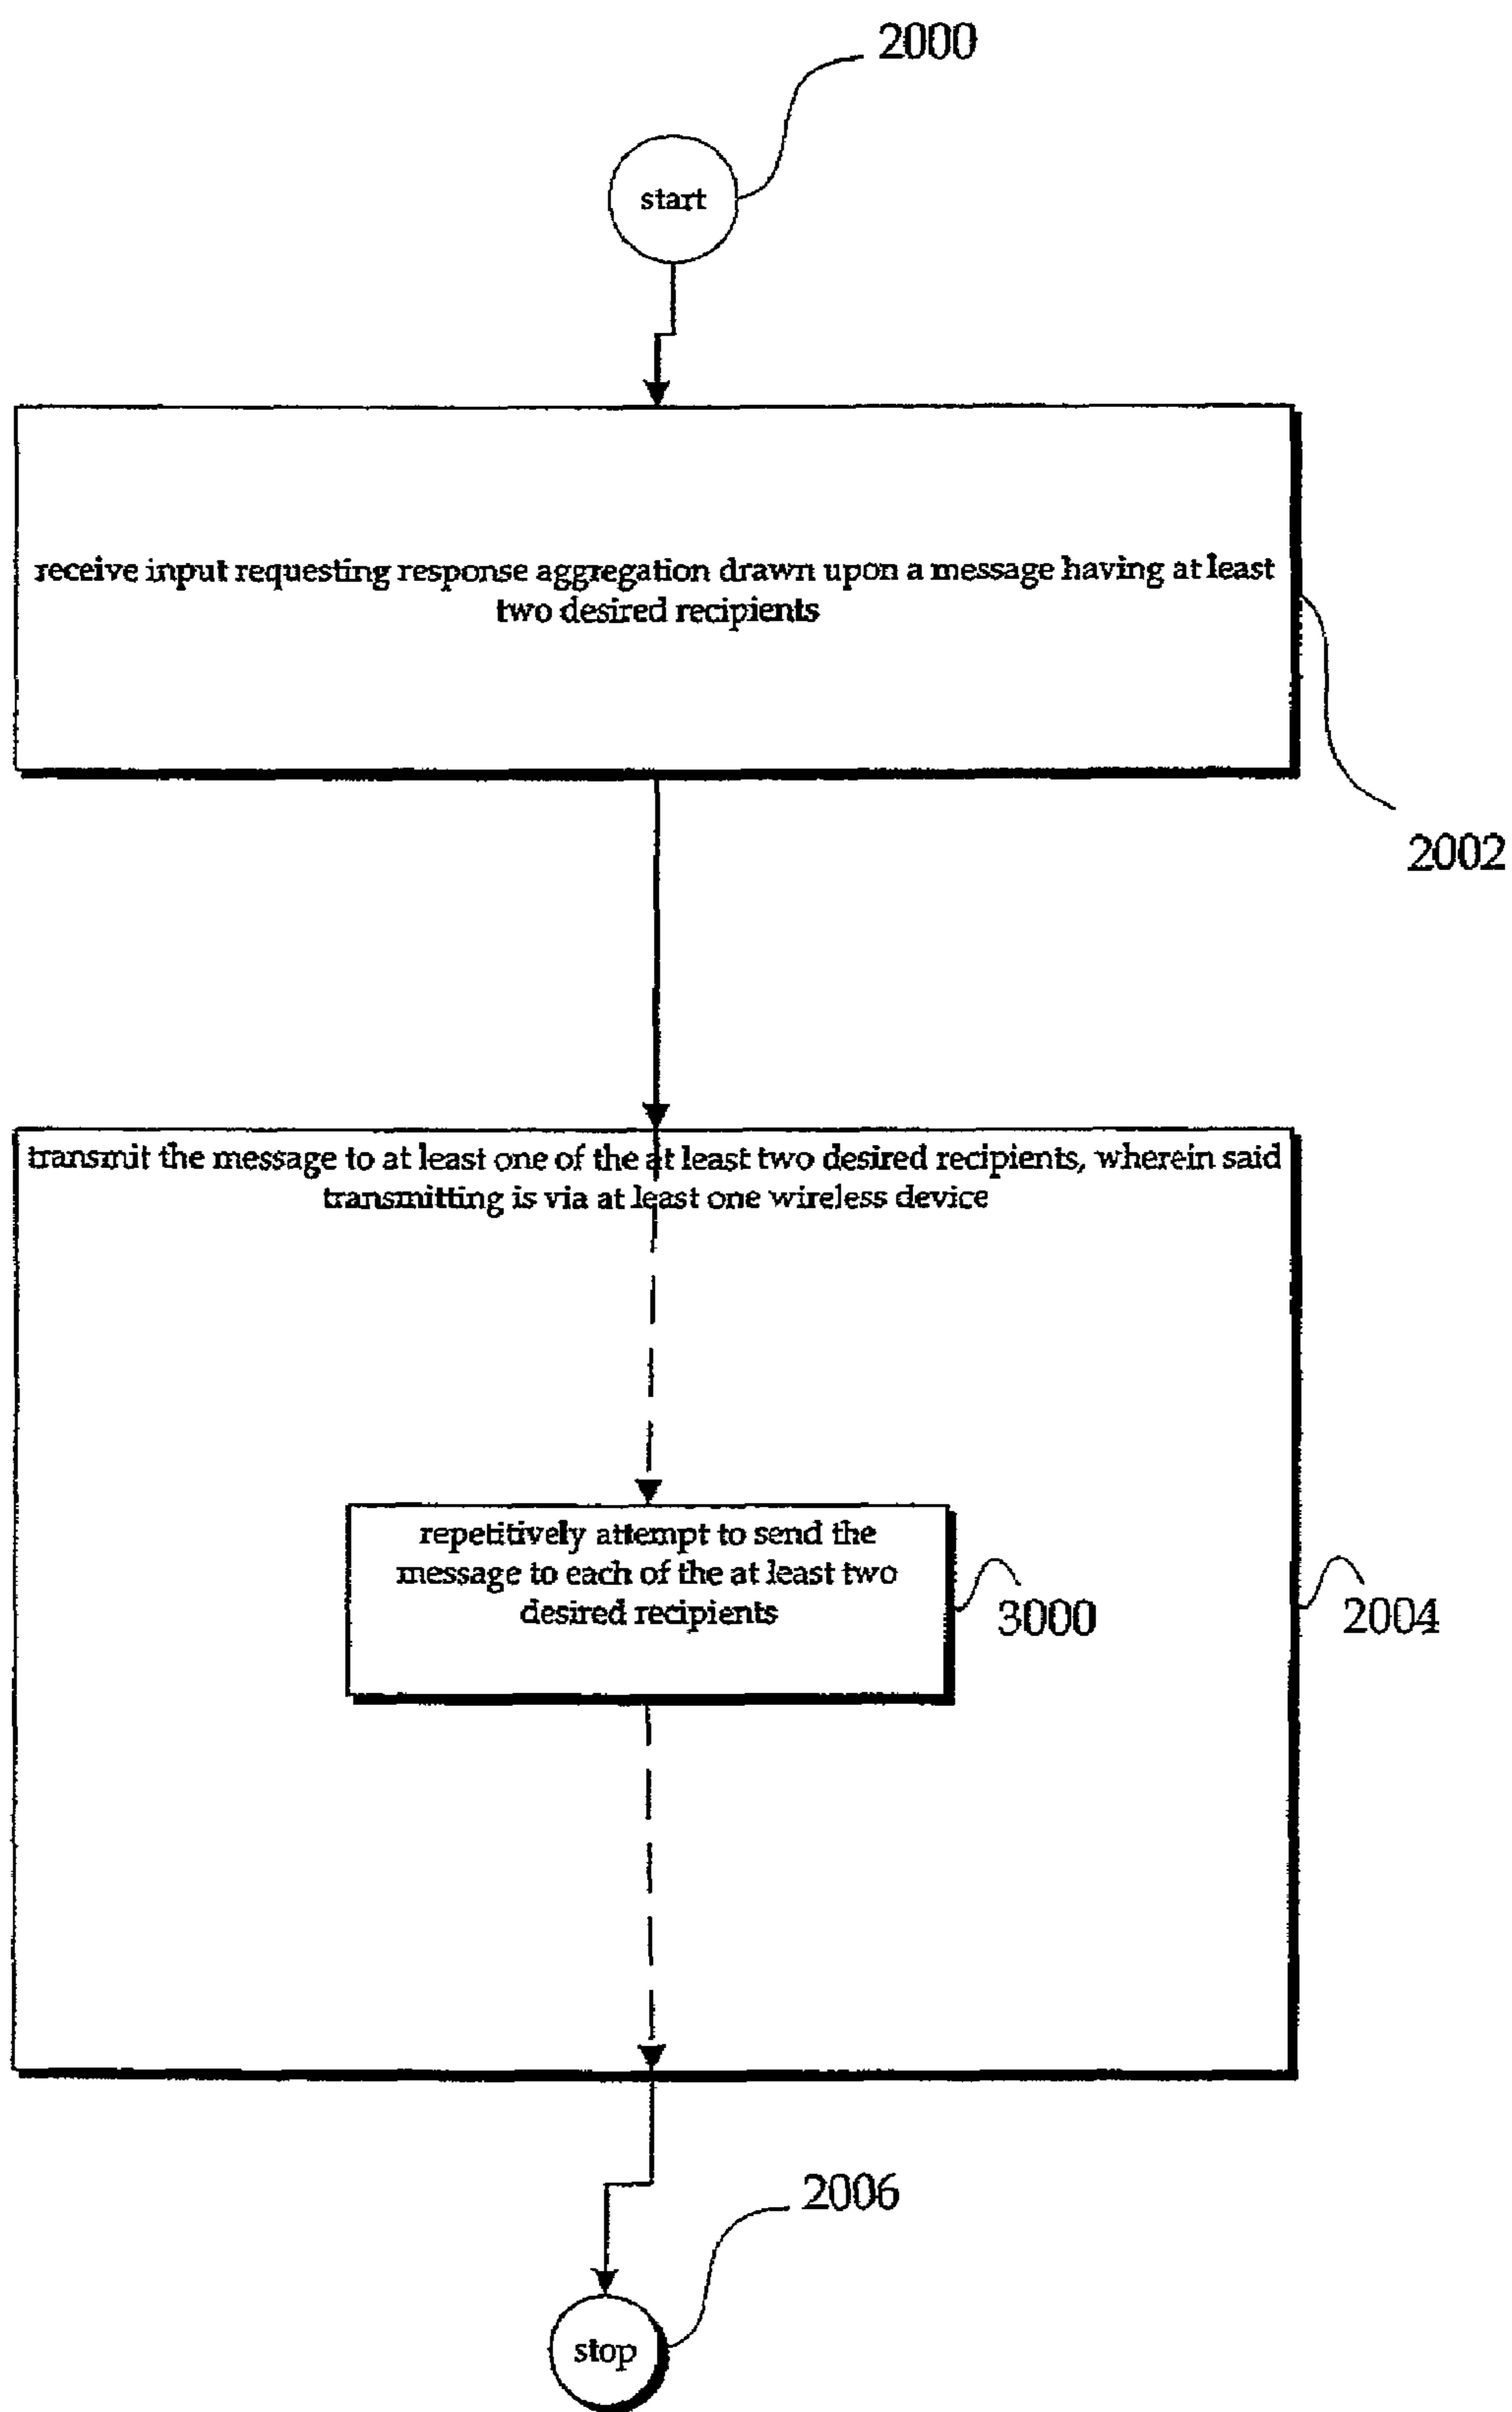 2000
start
receive input requesting response aggregation drawn upon a message having at least
two desired recipients
2002
transmit the message to at least one of the at least two desired recipients, wherein said
transmitting is via at least one wireless device
repetitively attempt to send the
message to each of the at least two
desired recipients
3000
2004
2006
stop